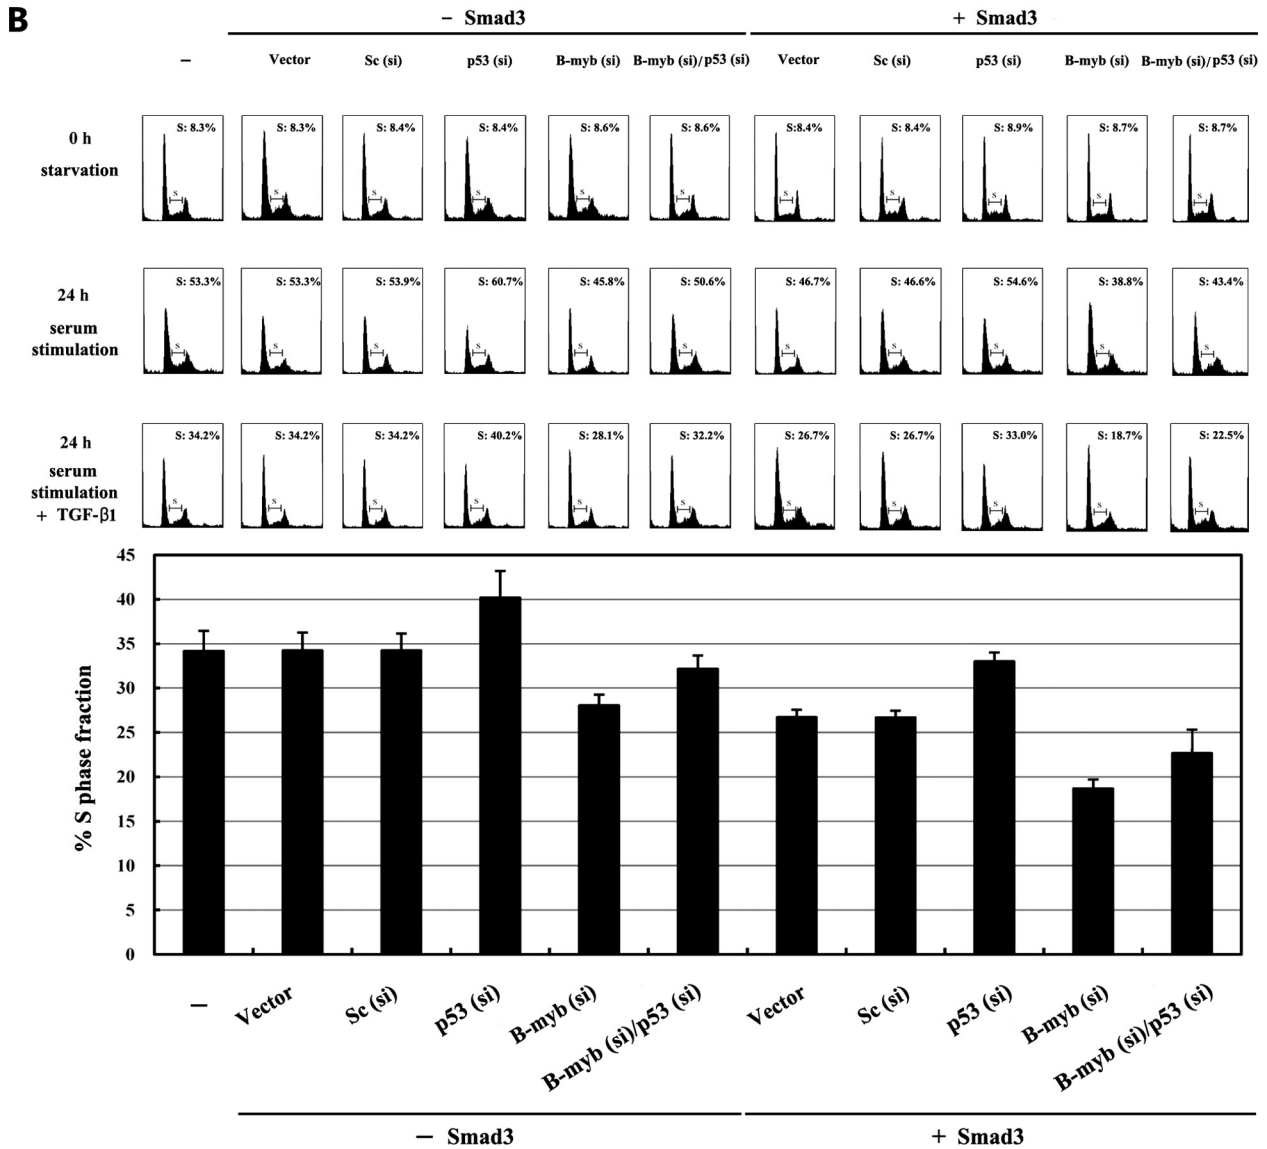 B
− Smad3 + Smad3
− Vector Sc (si) p53 (si) B-myb (si) B-myb (si)/p53 (si) Vector Sc (si) p53 (si) B-myb (si) B-myb (si)/p53 (si)
0 h
starvation
S: 8.3% S: 8.3% S: 8.4% S: 8.4% S: 8.6% S: 8.6% S:8.4% S: 8.4% S: 8.9% S: 8.7% S: 8.7%
S S S S S S S S S S S
24 h
serum
stimulation
S: 53.3% S: 53.3% S: 53.9% S: 60.7% S: 45.8% S: 50.6% S: 46.7% S: 46.6% S: 54.6% S: 38.8% S: 43.4%
S S S S S S S S S S S
24 h
serum
stimulation
+ TGF-β1
S: 34.2% S: 34.2% S: 34.2% S: 40.2% S: 28.1% S: 32.2% S: 26.7% S: 26.7% S: 33.0% S: 18.7% S: 22.5%
S S S S S S S S S S S
% S phase fraction
45
40
35
30
25
20
15
10
5
0
− Vector Sc (si) p53 (si) B-myb (si) B-myb (si)/p53 (si) Vector Sc (si) p53 (si) B-myb (si) B-myb (si)/p53 (si)
− Smad3 + Smad3